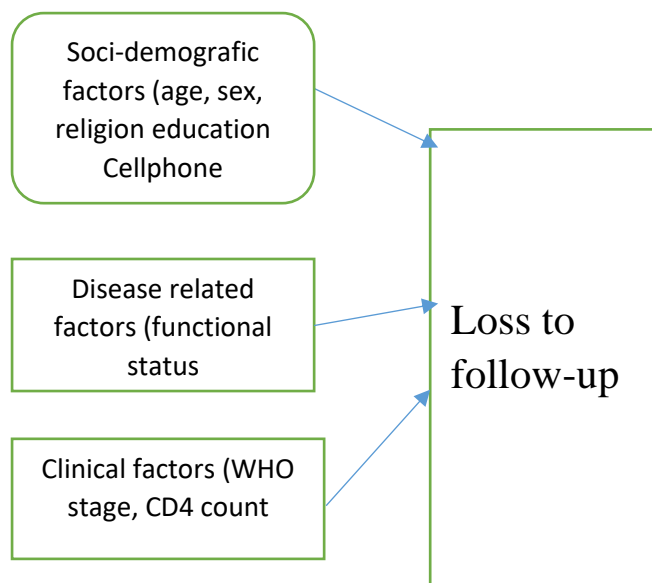 Soci-demografic
factors (age, sex,
religion education
Cellphone
Disease related
factors (functional
status
Clinical factors (WHO
stage, CD4 count
Loss to
follow-up